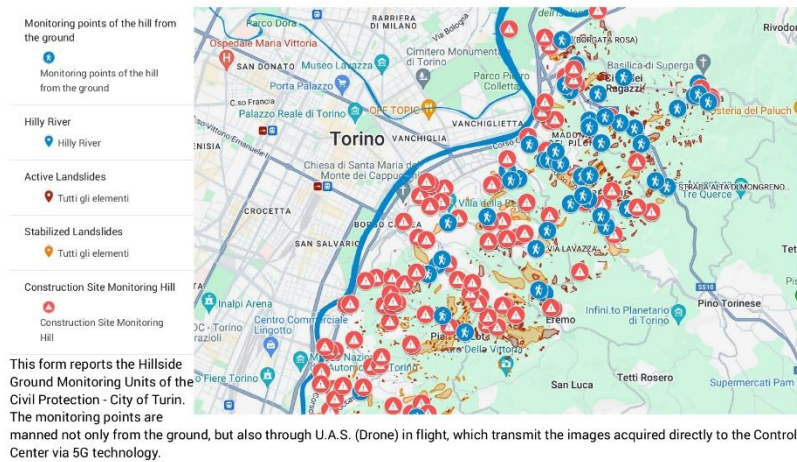 Monitoring points of the hill from
the ground
Monitoring points of the hill
from the ground
Hilly River
Hilly River
Active Landslides
Tutti gli elementi
Stabilized Landslides
Tutti gli elementi
Construction Site Monitoring Hill
Construction Site Monitoring
Hill
This form reports the Hillside
Ground Monitoring Units of the
Civil Protection - City of Turin.
The monitoring points are
manned not only from the ground, but also through U.A.S. (Drone) in flight, which transmit the images acquired directly to the Control
Center via 5G technology.
Parco Dora
BARRIERA
DI MILANO
Via Bologna
Ospedale Maria Vittoria
SAN DONATO
Museo Lavazza
Cimitero Monumentale
di Torino
Porta Palazzo
Parco
Colletta
C.so Francia
Palazzo Reale di Torino
OFF TOPIC
VANCHIGLIETTA
Torino
VANCHIGLIA
Chiesa di Santa Maria del
Monte dei Cappuccini
CROCETTA
SAN SALVARIO
(BORGATA ROSA)
Rivodor
Basilica di Superga
Ragazzi
Osteria del Paluch
STRADA ALTA DI MONGRENO...
Tre Querce
VIA LAVAZZA
SS10
Pino Torinese
Infini.to Planetario
di Torino
Eremo
Della Vittoria
Inalpi Arena
Centro Commerciale
Lingotto
Fiere Torino
San Luca
Tetti Rosero
Supermercati Pam